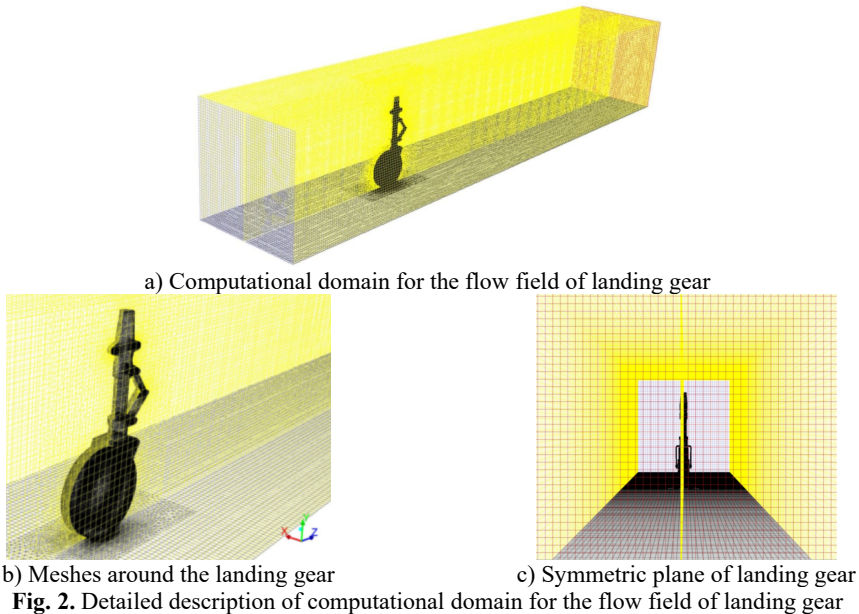 a) Computational domain for the flow field of landing gear
Y
X
Z
b) Meshes around the landing gear
c) Symmetric plane of landing gear
Fig. 2. Detailed description of computational domain for the flow field of landing gear